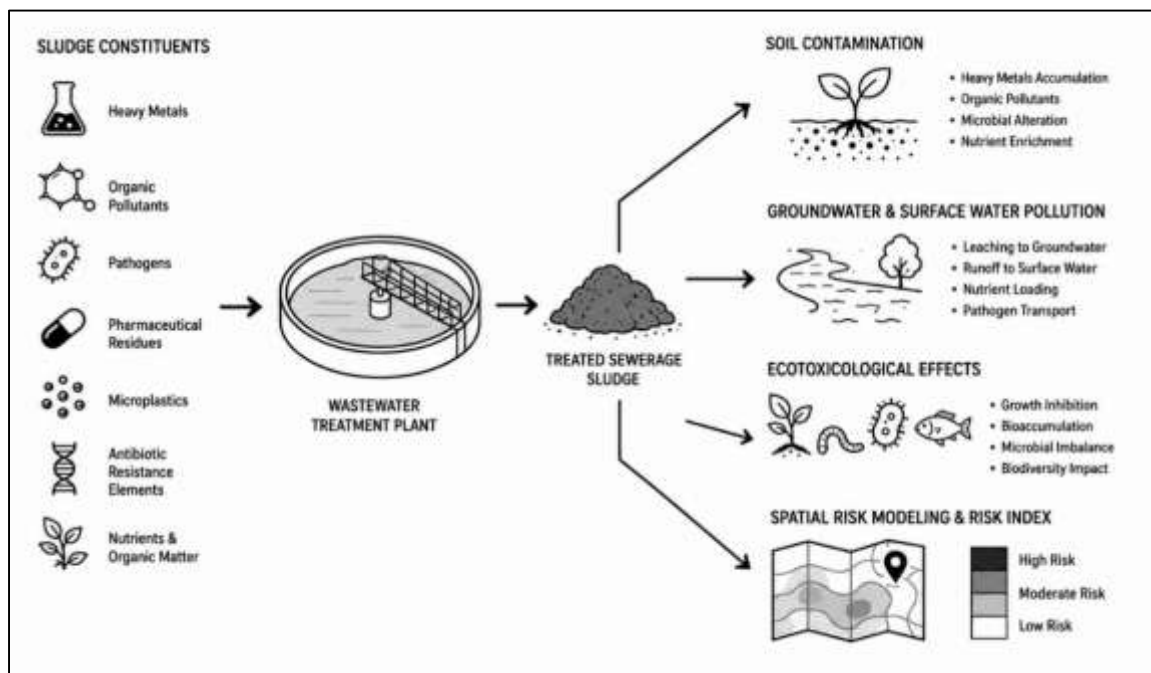 SLUDGE CONSTITUENTS
Heavy Metals
Organic
Pollutants
Pathogens
Pharmaceutical
Residues
Microplastics
Antibiotic
Resistance
Elements
Nutrients &
Organic Matter
WASTEWATER
TREATMENT PLANT
TREATED SEWERAGE
SLUDGE
SOIL CONTAMINATION
• Heavy Metals Accumulation
• Organic Pollutants
• Microbial Alteration
• Nutrient Enrichment
GROUNDWATER & SURFACE WATER POLLUTION
• Leaching to Groundwater
• Runoff to Surface Water
• Nutrient Loading
• Pathogen Transport
ECOTOXICOLOGICAL EFFECTS
• Growth Inhibition
• Bioaccumulation
• Microbial Imbalance
• Biodiversity Impact
SPATIAL RISK MODELING & RISK INDEX
High Risk
Moderate Risk
Low Risk